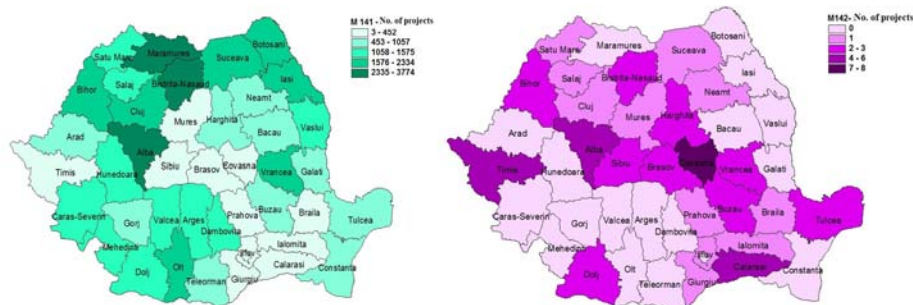 M 141 - No. of projects
3 - 452
453 - 1057
1058 - 1575
1576 - 2334
2335 - 3774
Satu Mare
Maramures
Botosani
Suceava
Bistrita-Nasaud
Salaj
Iasi
Bihor
Cluj
Neamt
Mures
Harghita
Bacau
Vaslui
Arad
Alba
Timis
Hunedoara
Sibiu
Brasov
Covasna
Vrancea
Galati
Caras-Severin
Gorj
Valcea
Arges
Prahova
Buzau
Braila
Tulcea
Dambovita
Mehedinti
Ialomita
Ilfov
Dolj
Olt
Calarasi
Constanta
Teleorman
Giurgiu
M142- No. of projects
0
1
2 - 3
4 - 6
7 - 8
Satu Mare
Maramures
Botosani
Suceava
Bistrita-Nasaud
Salaj
Iasi
Bihor
Cluj
Neamt
Mures
Harghita
Bacau
Vaslui
Arad
Alba
Timis
Hunedoara
Sibiu
Brasov
Covasna
Vrancea
Galati
Caras-Severin
Gorj
Valcea
Arges
Prahova
Buzau
Braila
Tulcea
Dambovita
Mehedinti
Ialomita
Ilfov
Dolj
Olt
Calarasi
Constanta
Teleorman
Giurgiu